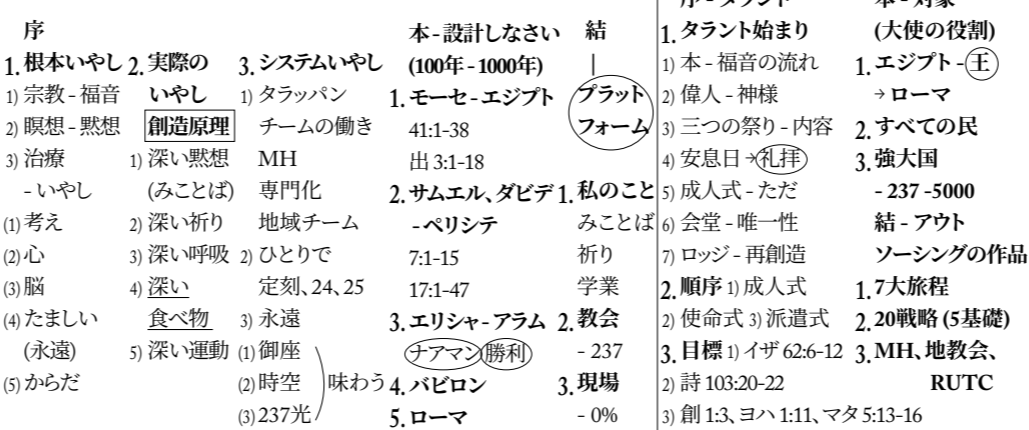 序
1. 根本いやし
1) 宗教 - 福音
2) 瞑想 - 黙想
3) 治療
- いやし
(1) 考え
(2) 心
(3) 脳
(4) たましい
(永遠)
(5) からだ
2. 実際の
いやし
創造原理
1) 深い黙想
(みことば)
2) 深い祈り
3) 深い呼吸
4) 深い
食べ物
5) 深い運動
3. システムいやし
1) タラッパン
チームの働き
MH
専門化
地域チーム
2) ひとりで
定刻、24、25
3) 永遠
(1) 御座
(2) 時空
(3) 237光
味わう
本 - 設計しなさい
(100年 - 1000年)
1. モーセ - エジプト
41:1-38
出 3:1-18
2. サムエル、ダビデ
- ペリシテ
7:1-15
17:1-47
3. エリシャ - アラム
ナアマン 勝利
4. バビロン
5. ローマ
結
|
プラット
フォーム
1. 私のこと
みことば
祈り
学業
2. 教会
- 237
3. 現場
- 0%
序 - タラント
1. タラント始まり
1) 本 - 福音の流れ
2) 偉人 - 神様
3) 三つの祭り - 内容
4) 安息日 → 礼拝
5) 成人式 - ただ
6) 会堂 - 唯一性
7) ロッジ - 再創造
2. 順序 1) 成人式
2) 使命式 3) 派遣式
3. 目標 1) イザ 62:6-12
2) 詩 103:20-22
3) 創 1:3、ヨハ 1:11、マタ 5:13-16
本 - 対象
(大使の役割)
1. エジプト - 王
→ ローマ
2. すべての民
3. 強大国
- 237 -5000
結 - アウト
ソーシングの作品
1. 7大旅程
2. 20戦略 (5基礎)
3. MH、地教会、
RUTC